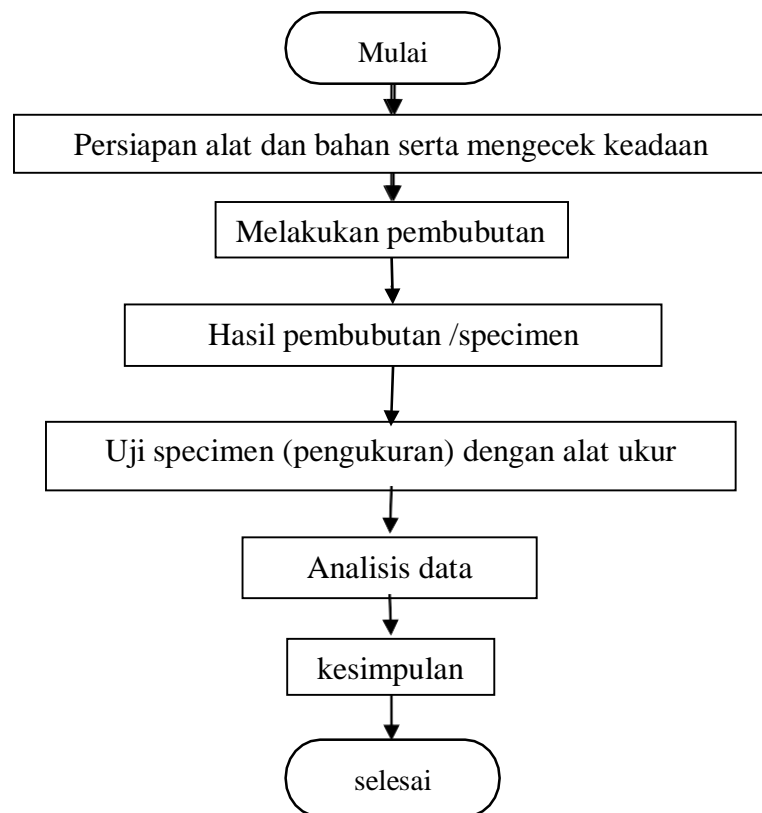 Mulai
Persiapan alat dan bahan serta mengecek keadaan
Melakukan pembubutan
Hasil pembubutan /specimen
Uji specimen (pengukuran) dengan alat ukur
Analisis data
kesimpulan
selesai